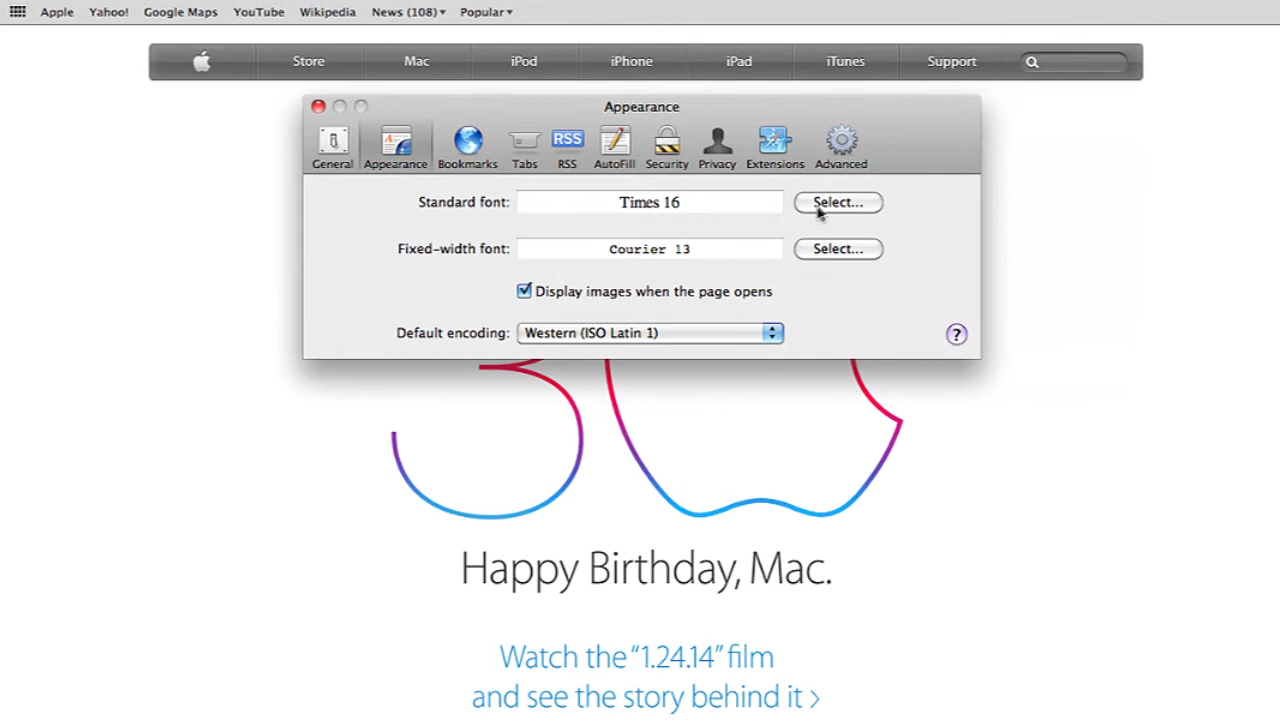 Apple Yahoo! Google Maps YouTube Wikipedia News (108) Popular
Store Mac iPod iPhone iPad iTunes Support
Appearance
General Appearance Bookmarks Tabs RSS RSS AutoFill Security Privacy Extensions Advanced
Standard font: Times 16 Select...
Fixed-width font: Courier 13 Select...
Display images when the page opens
Default encoding: Western (ISO Latin 1) ?
Happy Birthday, Mac.
Watch the “1.24.14” film
and see the story behind it ›